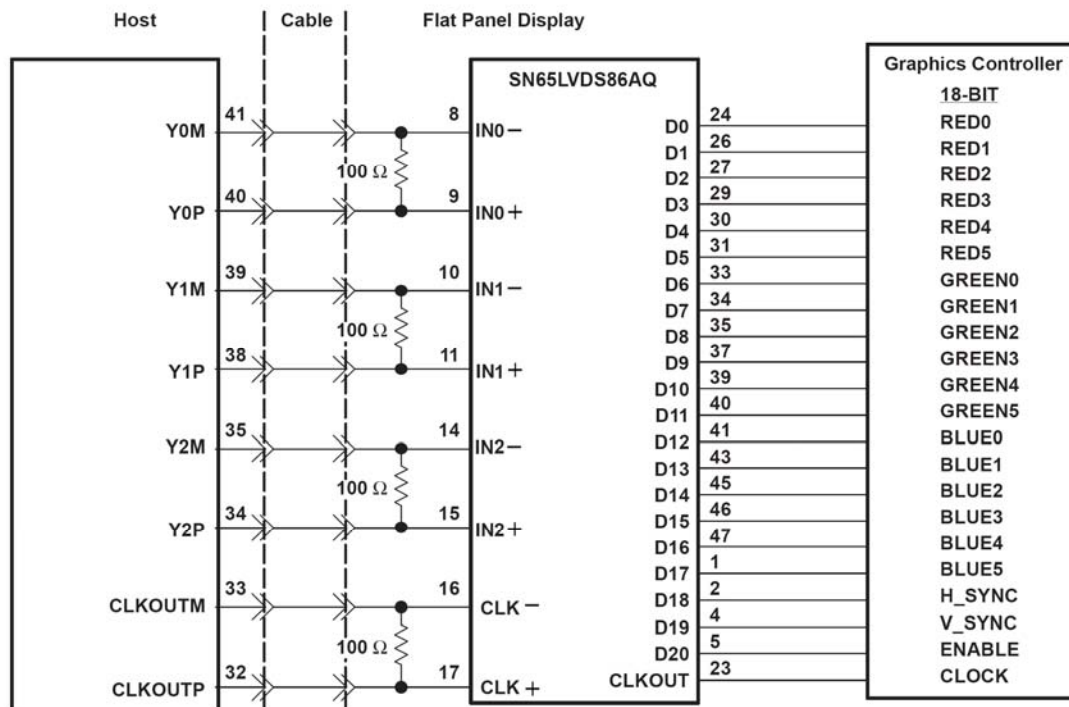 Host
Cable
Flat Panel Display
SN65LVDS86AQ
Graphics Controller
18-BIT
Y0M 41 8 IN0−
100 Ω
Y0P 40 9 IN0+
Y1M 39 10 IN1−
100 Ω
Y1P 38 11 IN1+
Y2M 35 14 IN2−
100 Ω
Y2P 34 15 IN2+
CLKOUTM 33 16 CLK−
100 Ω
CLKOUTP 32 17 CLK+
D0 24 RED0
D1 26 RED1
D2 27 RED2
D3 29 RED3
D4 30 RED4
D5 31 RED5
D6 33 GREEN0
D7 34 GREEN1
D8 35 GREEN2
D9 37 GREEN3
D10 39 GREEN4
D11 40 GREEN5
D12 41 BLUE0
D13 43 BLUE1
D14 45 BLUE2
D15 46 BLUE3
D16 47 BLUE4
D17 1 BLUE5
D18 2 H_SYNC
D19 4 V_SYNC
D20 5 ENABLE
CLKOUT 23 CLOCK